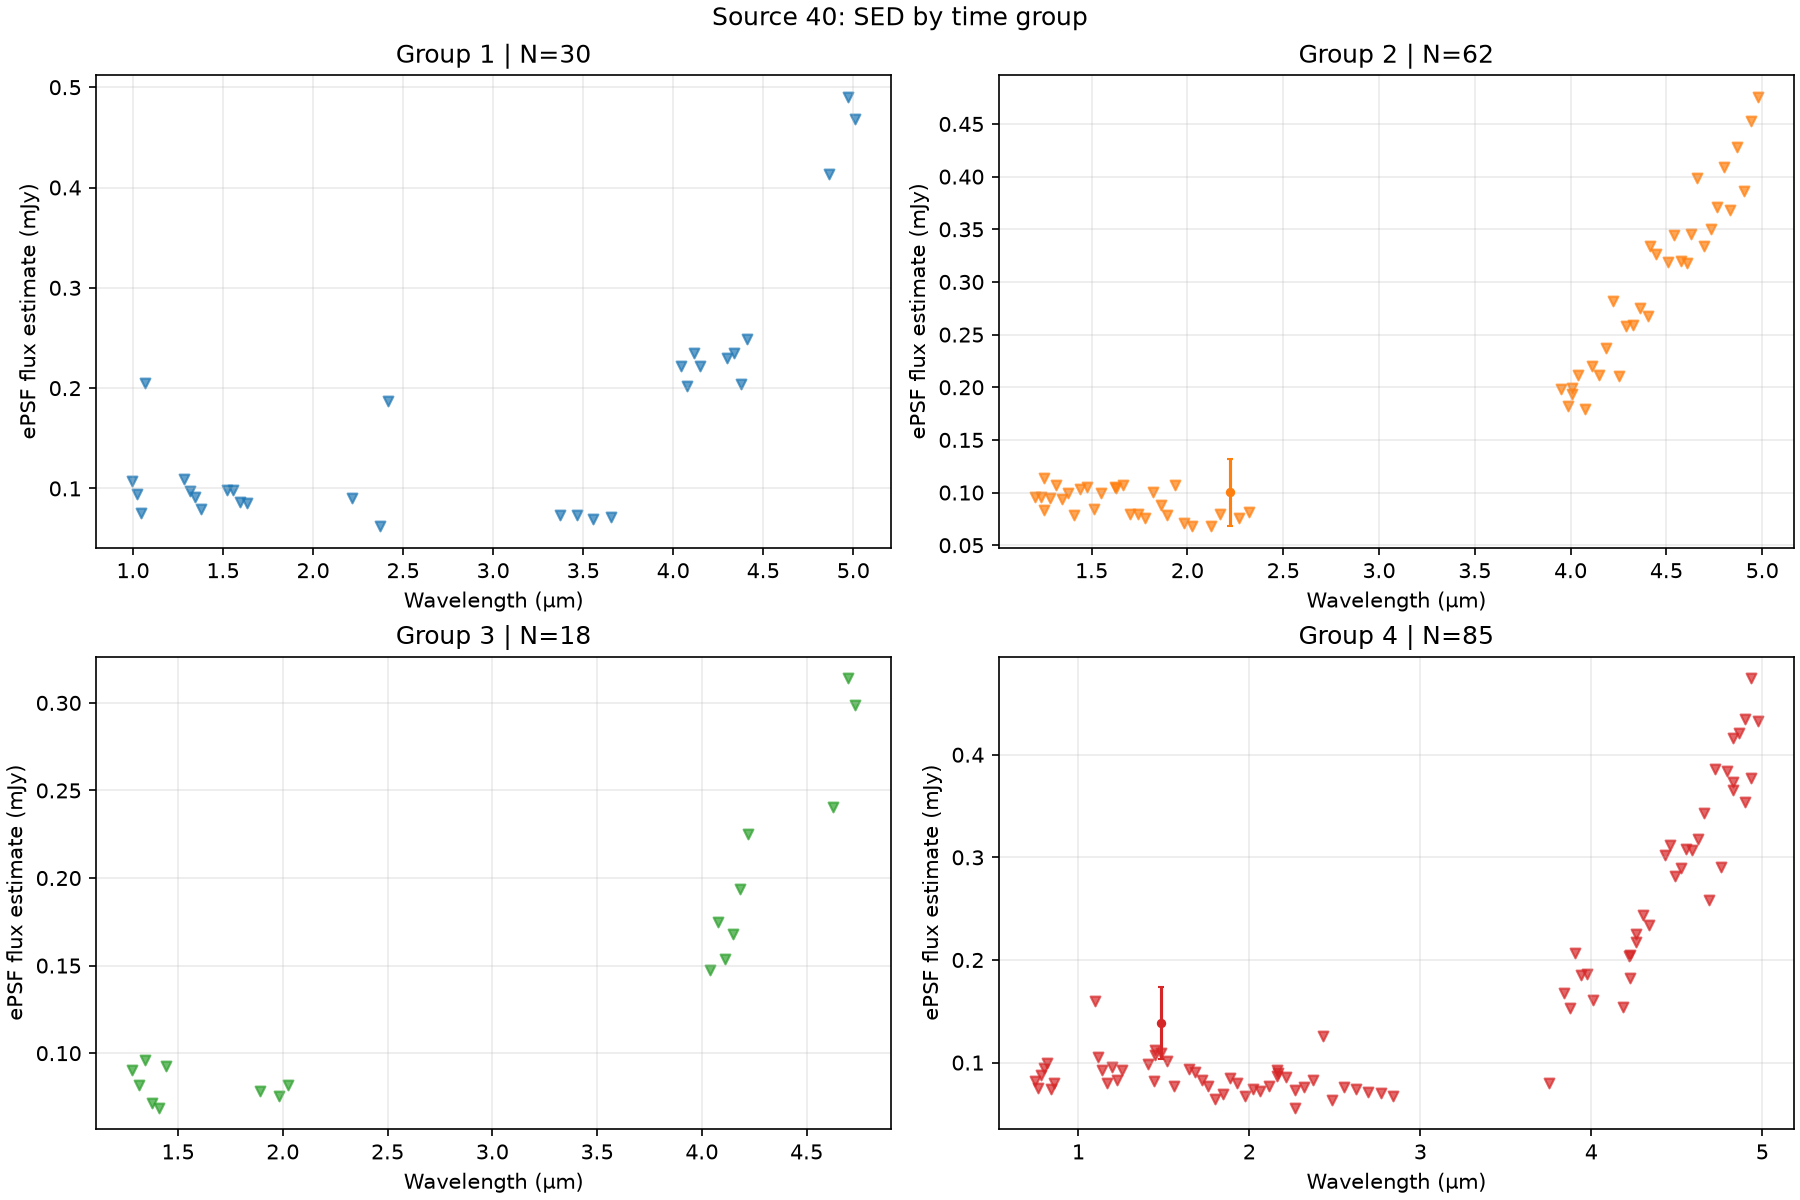 Source 40: SED by time group
Group 1 | N=30
0.5
0.4
0.3
0.2
0.1
ePSF flux estimate (mJy)
1.0 1.5 2.0 2.5 3.0 3.5 4.0 4.5 5.0
Wavelength (μm)
Group 2 | N=62
0.45
0.40
0.35
0.30
0.25
0.20
0.15
0.10
0.05
ePSF flux estimate (mJy)
1.5 2.0 2.5 3.0 3.5 4.0 4.5 5.0
Wavelength (μm)
Group 3 | N=18
0.30
0.25
0.20
0.15
0.10
ePSF flux estimate (mJy)
1.5 2.0 2.5 3.0 3.5 4.0 4.5
Wavelength (μm)
Group 4 | N=85
0.4
0.3
0.2
0.1
ePSF flux estimate (mJy)
1 2 3 4 5
Wavelength (μm)